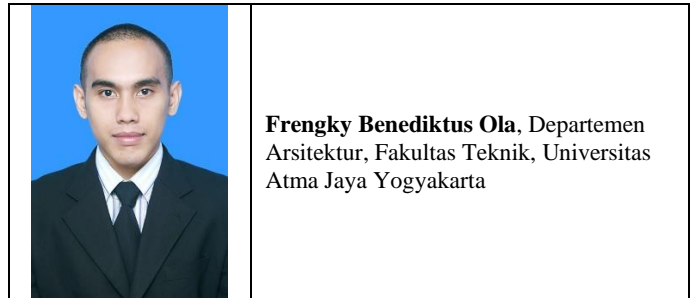 Frengky Benediktus Ola, Departemen
Arsitektur, Fakultas Teknik, Universitas
Atma Jaya Yogyakarta